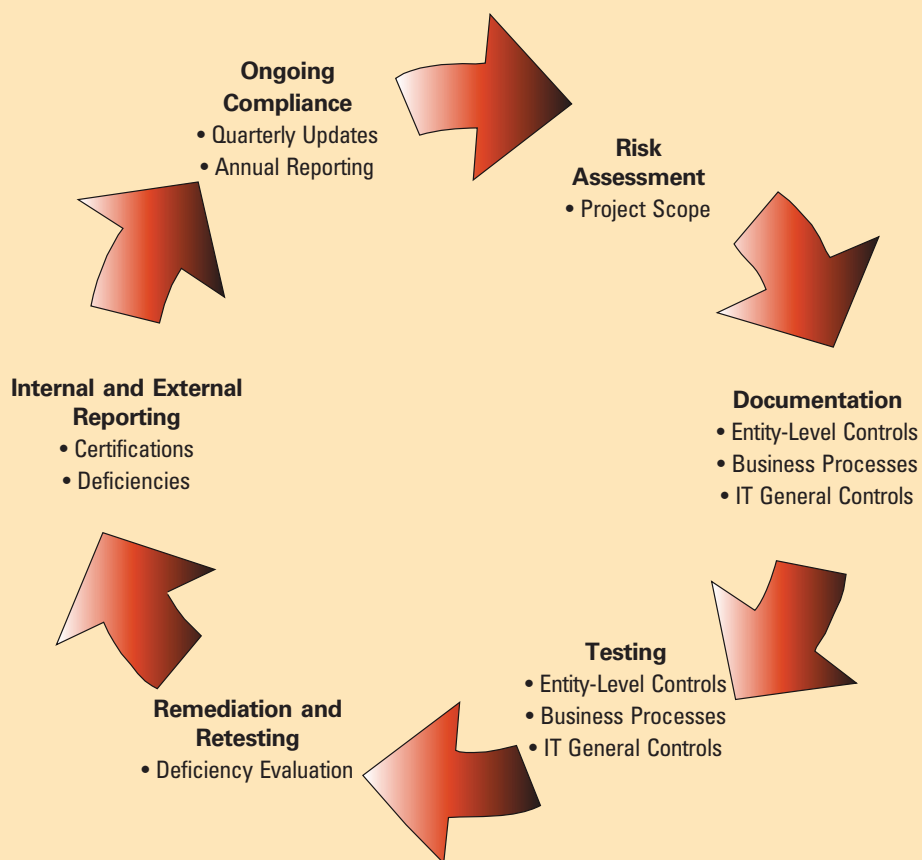 Ongoing
Compliance
• Quarterly Updates
• Annual Reporting
Risk
Assessment
• Project Scope
Documentation
• Entity-Level Controls
• Business Processes
• IT General Controls
Testing
• Entity-Level Controls
• Business Processes
• IT General Controls
Remediation and
Retesting
• Deficiency Evaluation
Internal and External
Reporting
• Certifications
• Deficiencies